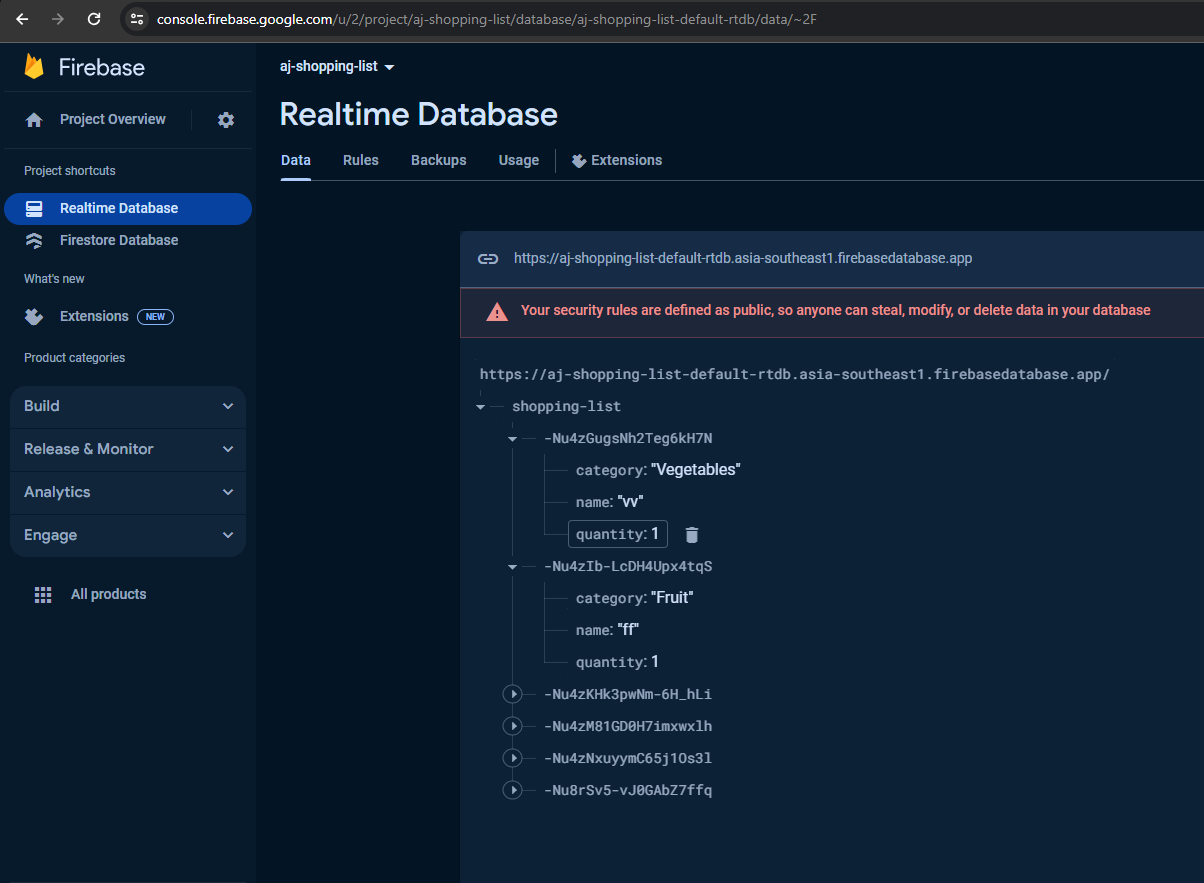 console.firebase.google.com/u/2/project/aj-shopping-list/database/aj-shopping-list-default-rtdb/data/~2F
Firebase
Project Overview
Project shortcuts
Realtime Database
Firestore Database
What's new
Extensions NEW
Product categories
Build
Release & Monitor
Analytics
Engage
All products
aj-shopping-list
Realtime Database
Data Rules Backups Usage Extensions
https://aj-shopping-list-default-rtdb.asia-southeast1.firebasedatabase.app
Your security rules are defined as public, so anyone can steal, modify, or delete data in your database
https://aj-shopping-list-default-rtdb.asia-southeast1.firebasedatabase.app/
shopping-list
-Nu4zGugsNh2Teg6kH7N
category: "Vegetables"
name: "vv"
quantity: 1
-Nu4zIb-LcDH4Upx4tqS
category: "Fruit"
name: "ff"
quantity: 1
-Nu4zKHk3pwNm-6H_hLi
-Nu4zM81GD0H7imxwxlh
-Nu4zNxuyymC65j1Os3l
-Nu8rSv5-vJ0GAbZ7ffq